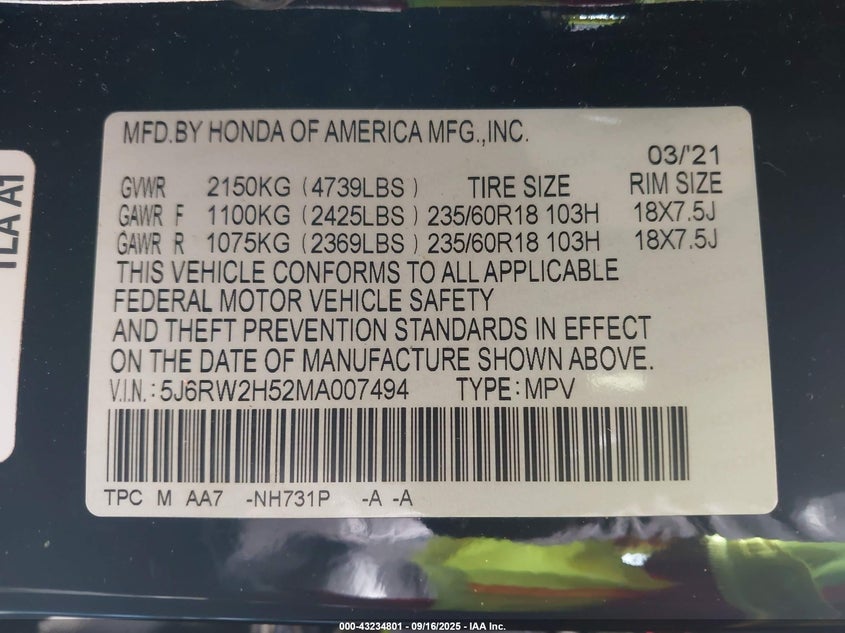 MFD.BY HONDA OF AMERICA MFG.,INC.
03/'21
GVWR 2150KG (4739LBS) TIRE SIZE RIM SIZE
GAWR F 1100KG (2425LBS) 235/60R18 103H 18X7.5J
GAWR R 1075KG (2369LBS) 235/60R18 103H 18X7.5J
THIS VEHICLE CONFORMS TO ALL APPLICABLE
FEDERAL MOTOR VEHICLE SAFETY
AND THEFT PREVENTION STANDARDS IN EFFECT
ON THE DATE OF MANUFACTURE SHOWN ABOVE.
V.I.N.: 5J6RW2H52MA007494 TYPE: MPV
TPC M AA7 -NH731P -A -A
TLA A1
000-43234801 - 09/16/2025 - IAA Inc.